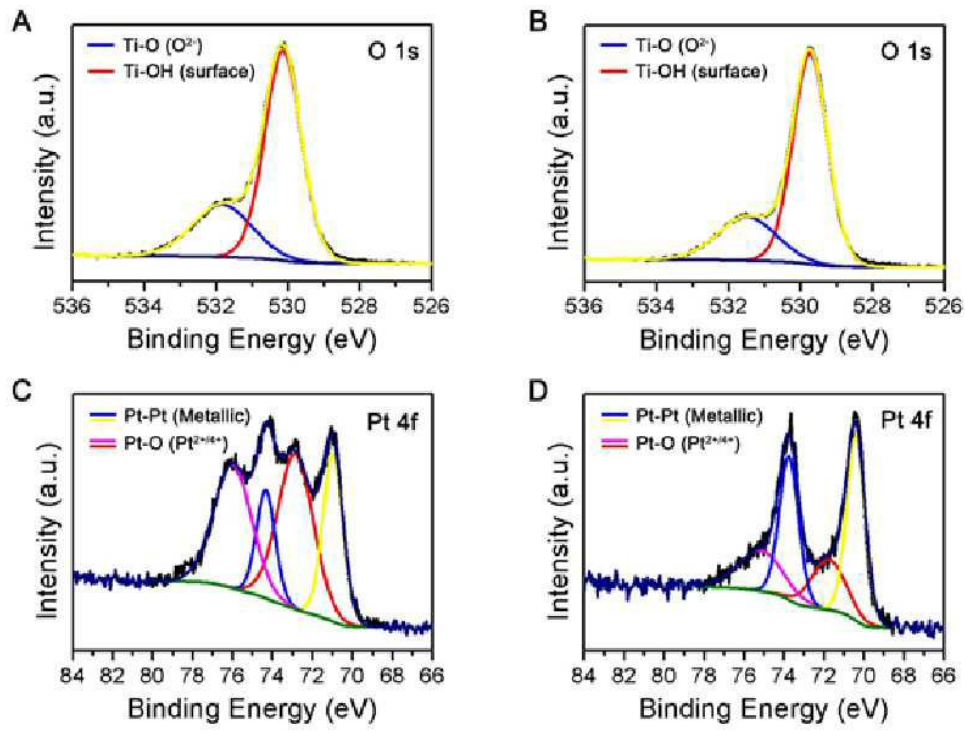 A
Ti-O (O²⁻)
Ti-OH (surface)
O 1s
Intensity (a.u.)
536 534 532 530 528 526
Binding Energy (eV)
B
Ti-O (O²⁻)
Ti-OH (surface)
O 1s
Intensity (a.u.)
536 534 532 530 528 526
Binding Energy (eV)
C
Pt-Pt (Metallic)
Pt-O (Pt²⁺/⁴⁺)
Pt 4f
Intensity (a.u.)
84 82 80 78 76 74 72 70 68 66
Binding Energy (eV)
D
Pt-Pt (Metallic)
Pt-O (Pt²⁺/⁴⁺)
Pt 4f
Intensity (a.u.)
84 82 80 78 76 74 72 70 68 66
Binding Energy (eV)